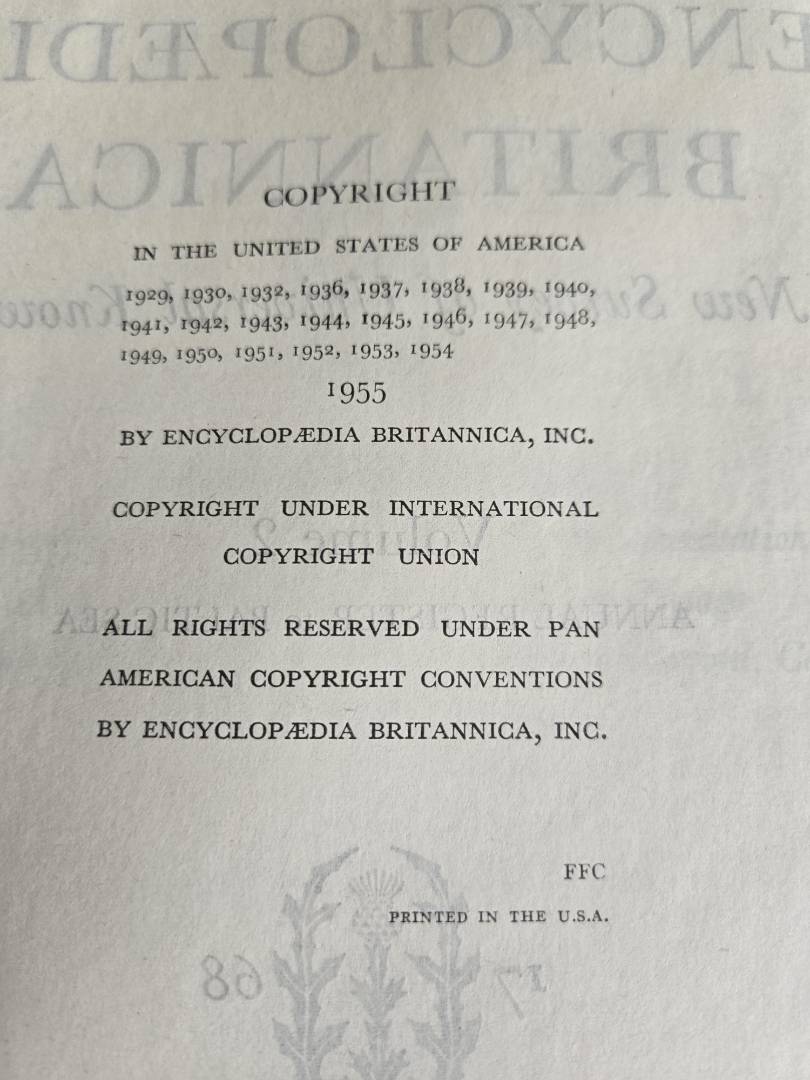 COPYRIGHT
IN THE UNITED STATES OF AMERICA
1929, 1930, 1932, 1936, 1937, 1938, 1939, 1940,
1941, 1942, 1943, 1944, 1945, 1946, 1947, 1948,
1949, 1950, 1951, 1952, 1953, 1954
1955
BY ENCYCLOPÆDIA BRITANNICA, INC.
COPYRIGHT UNDER INTERNATIONAL
COPYRIGHT UNION
ALL RIGHTS RESERVED UNDER PAN
AMERICAN COPYRIGHT CONVENTIONS
BY ENCYCLOPÆDIA BRITANNICA, INC.
FFC
PRINTED IN THE U.S.A.